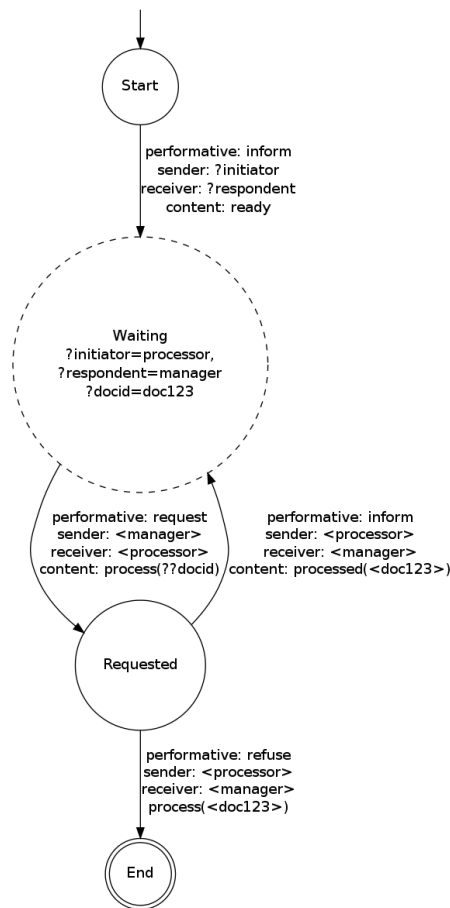 Start
performative: inform
sender: ?initiator
receiver: ?respondent
content: ready
Waiting
?initiator=processor,
?respondent=manager
?docid=doc123
performative: request
sender: <manager>
receiver: <processor>
content: process(??docid)
performative: inform
sender: <processor>
receiver: <manager>
content: processed(<doc123>)
Requested
performative: refuse
sender: <processor>
receiver: <manager>
process(<doc123>)
End